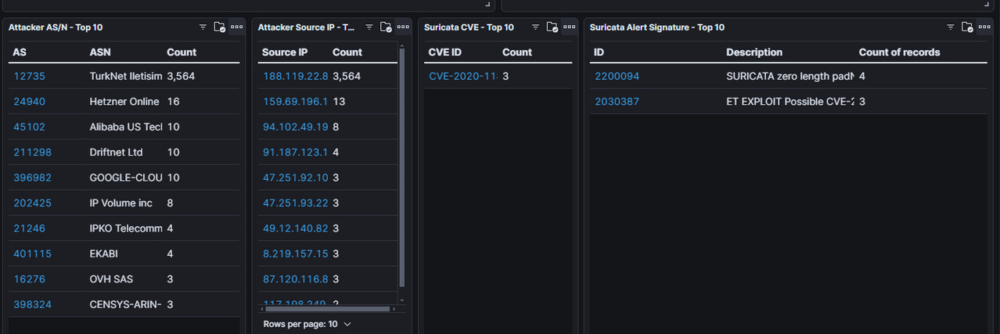 Attacker AS/N - Top 10
AS ASN Count
12735 TurkNet Iletisim 3,564
24940 Hetzner Online 16
45102 Alibaba US Tecl 10
211298 Driftnet Ltd 10
396982 GOOGLE-CLOU 10
202425 IP Volume inc 8
21246 IPKO Telecomm 4
401115 EKABI 4
16276 OVH SAS 3
398324 CENSYS-ARIN- 3
Attacker Source IP - T...
Source IP Count
188.119.22.8 3,564
159.69.196.1 13
94.102.49.19 8
91.187.123.1 4
47.251.92.10 3
47.251.93.22 3
49.12.140.82 3
8.219.157.15 3
87.120.116.8 3
117.198.249
Rows per page: 10
Suricata CVE - Top 10
CVE ID Count
CVE-2020-11 3
Suricata Alert Signature - Top 10
ID Description Count of records
2200094 SURICATA zero length padN 4
2030387 ET EXPLOIT Possible CVE-2 3